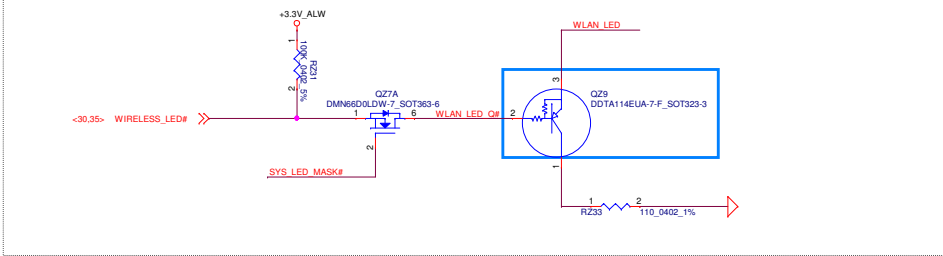 +3.3V_ALW
WLAN_LED
1
100K_0402_5%
RZ31
2
3
QZ7A
DMN66D0LDW-7_SOT363-6
QZ9
DDTA114EUA-7-F_SOT323-3
<30,35> WIRELESS_LED#
1
6
WLAN_LED_Q#
2
2
SYS_LED_MASK#
1
1
2
RZ33
110_0402_1%